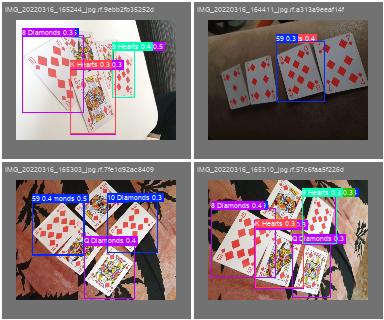 IMG_20220316_165244_jpg.rf.9ebb2fb35252d
8 Diamonds 0.3
9 Hearts 0.4
0.5
K Hearts 0.3
0.3
IMG_20220316_164411_jpg.rf.a313a9eeaf14f
59 0.3
0.4
IMG_20220316_165303_jpg.rf.7fe1d92ac8409
59 0.4
monds 0.5
10 Diamonds 0.3
Q Diamonds 0.4
IMG_20220316_165310_jpg.rf.57c6faa5f226d
9 Hearts 0.3
0.3
8 Diamonds 0.4
K Hearts 0.3
Diamonds 0.3